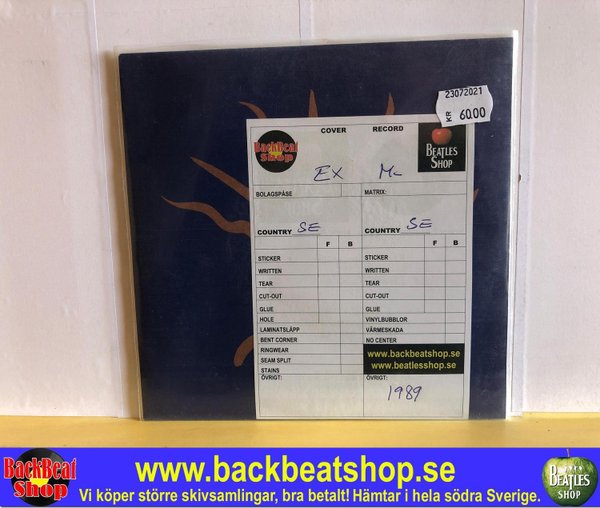 23072021
KR 60.00
COVER RECORD
BackBeat Shop
BEATLES SHOP
EX M-
BOLAGSPÅSE MATRIX:
COUNTRY SE COUNTRY SE
F B F B
STICKER STICKER
WRITTEN WRITTEN
TEAR TEAR
CUT-OUT CUT-OUT
GLUE GLUE
HOLE VINYLBUBBLOR
LAMINATSLÄPP VÄRMESKADA
BENT CORNER NO CENTER
RINGWEAR www.backbeatshop.se
SEAM SPLIT www.beatlesshop.se
STAINS
ÖVRIGT: ÖVRIGT:
1989
BackBeat Shop
www.backbeatshop.se
Vi köper större skivsamlingar, bra betalt! Hämtar i hela södra Sverige.
BEATLES SHOP